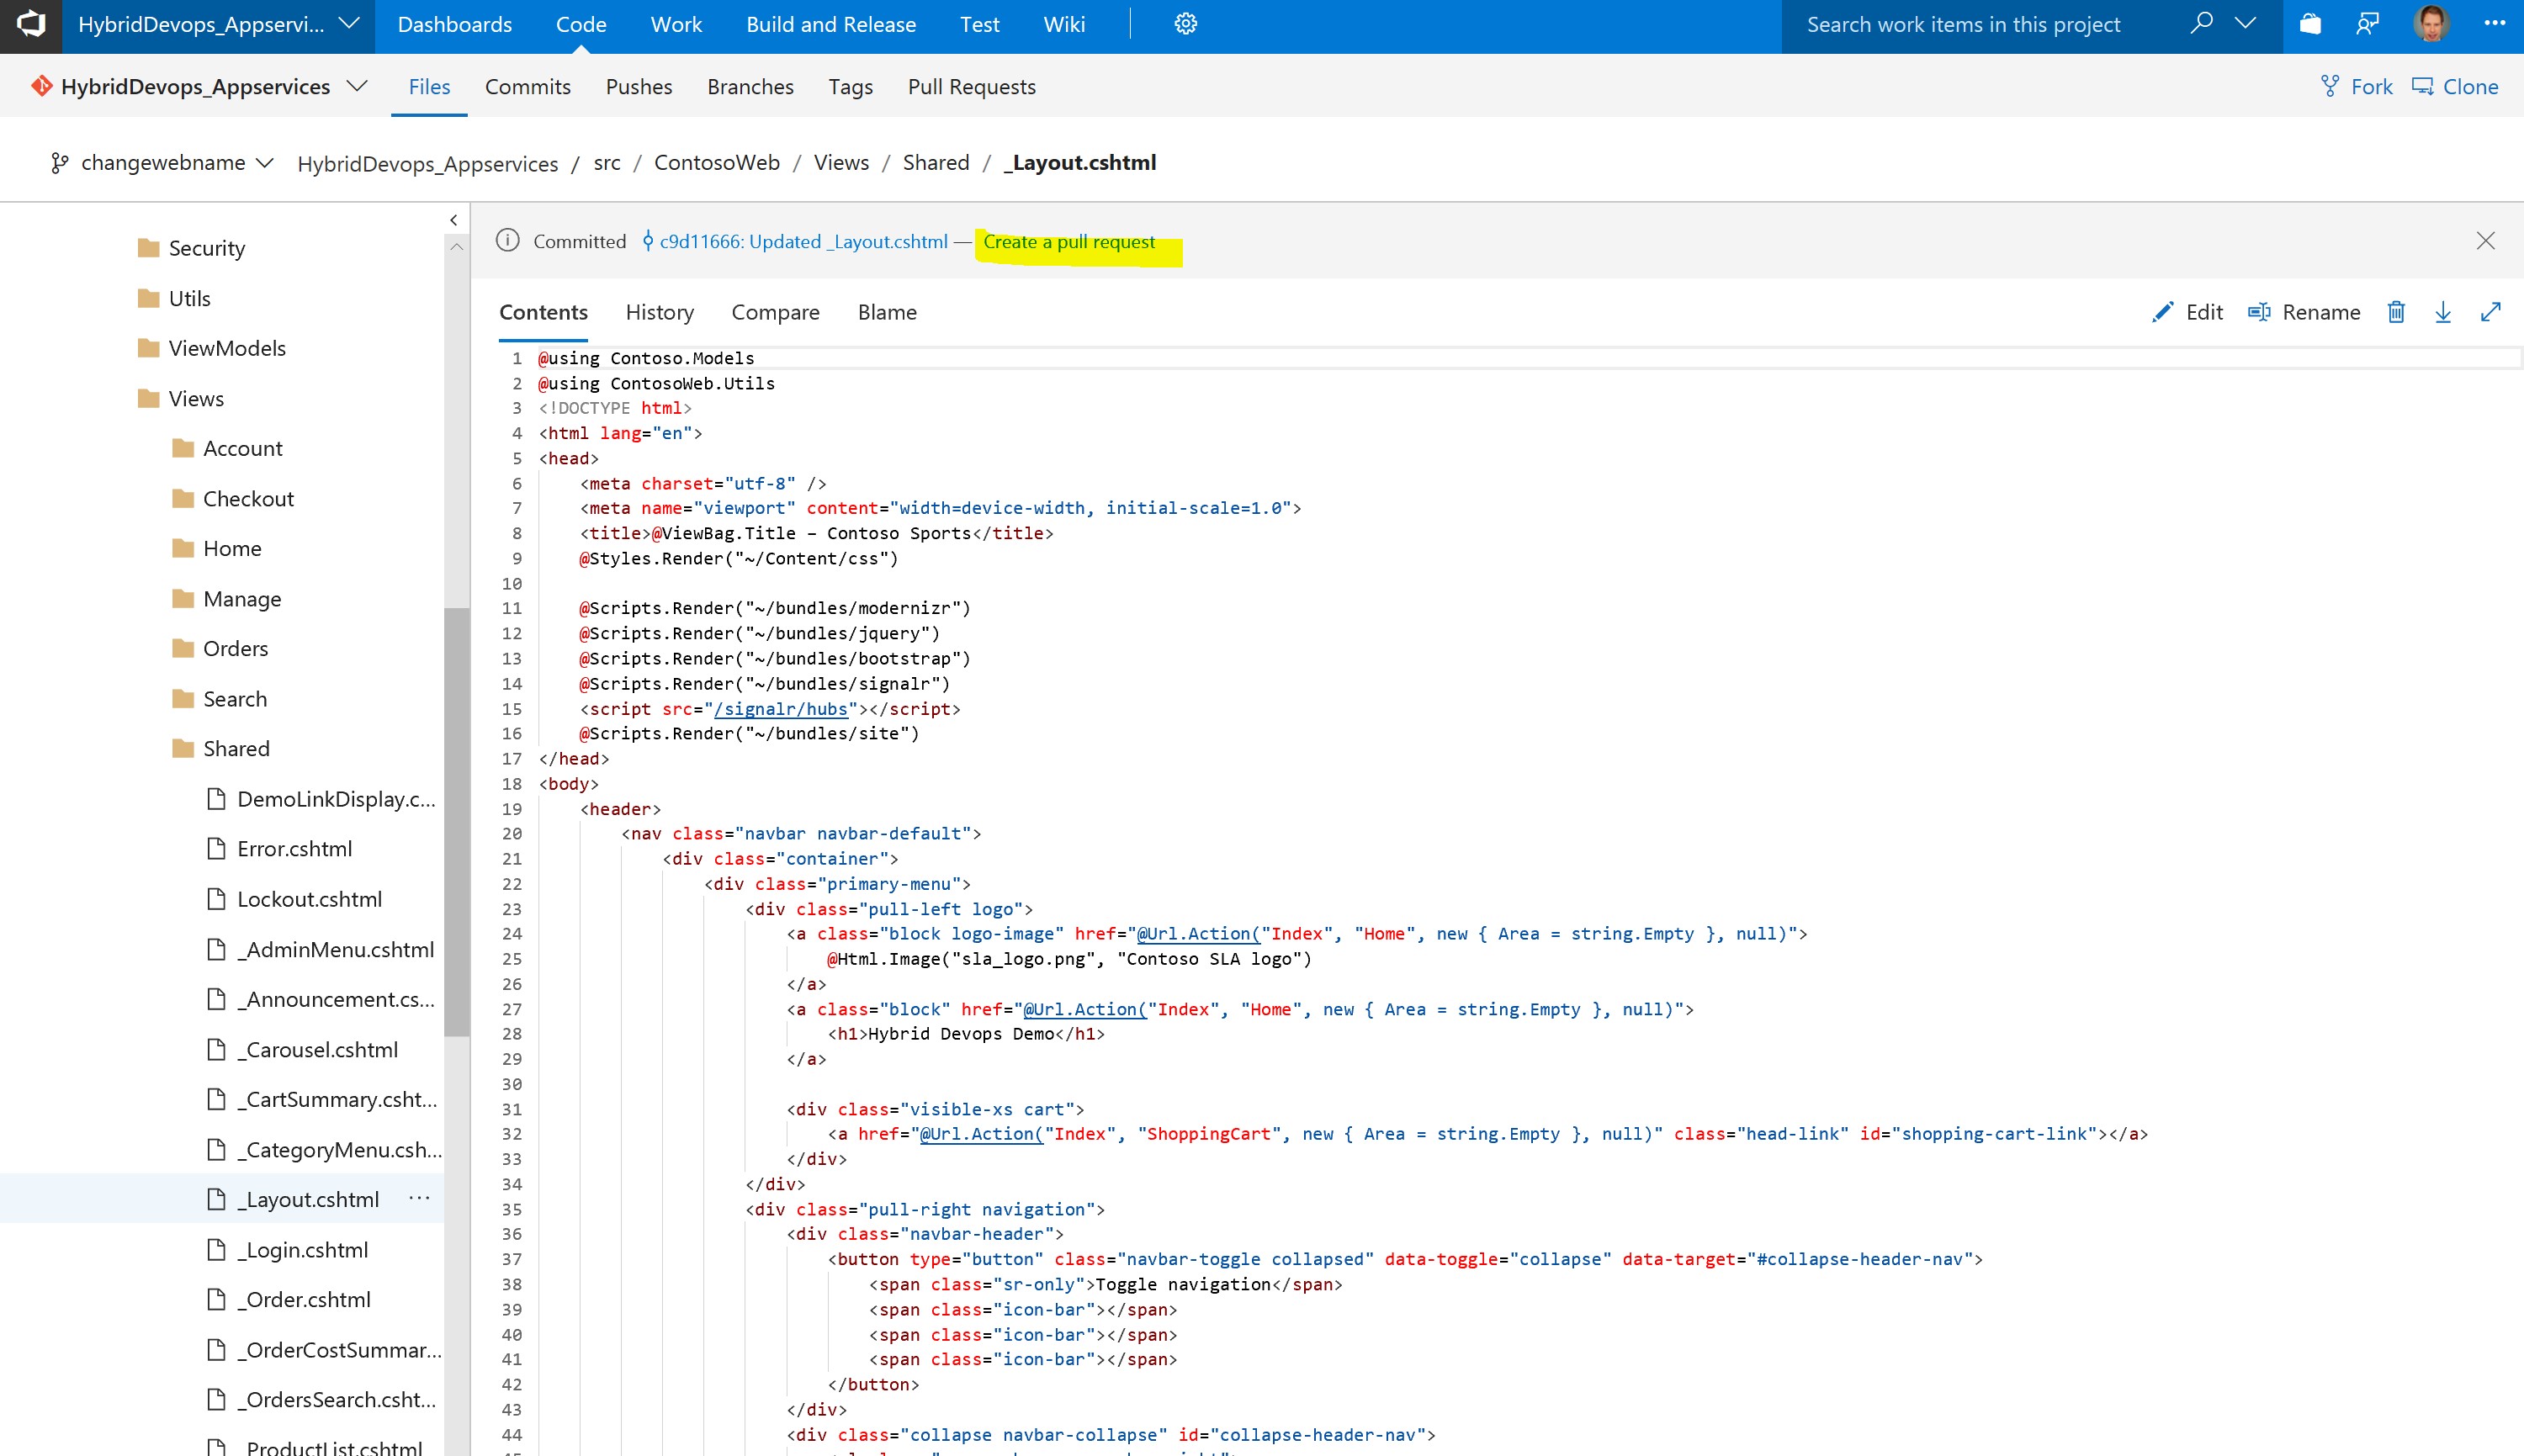 HybridDevops_Appservi... Dashboards Code Work Build and Release Test Wiki Search work items in this project
HybridDevops_Appservices Files Commits Pushes Branches Tags Pull Requests Fork Clone
changewebname HybridDevops_Appservices / src / ContosoWeb / Views / Shared / _Layout.cshtml
Security
Utils
ViewModels
Views
Account
Checkout
Home
Manage
Orders
Search
Shared
DemoLinkDisplay.c...
Error.cshtml
Lockout.cshtml
_AdminMenu.cshtml
_Announcement.cs...
_Carousel.cshtml
_CartSummary.csht...
_CategoryMenu.csh...
_Layout.cshtml ...
_Login.cshtml
_Order.cshtml
_OrderCostSummar...
_OrdersSearch.csht...
_ProductList.cshtml
Committed c9d11666: Updated _Layout.cshtml — Create a pull request
Contents History Compare Blame Edit Rename
1 @using Contoso.Models
2 @using ContosoWeb.Utils
3 <!DOCTYPE html>
4 <html lang="en">
5 <head>
6 <meta charset="utf-8" />
7 <meta name="viewport" content="width=device-width, initial-scale=1.0">
8 <title>@ViewBag.Title – Contoso Sports</title>
9 @Styles.Render("~/Content/css")
10
11 @Scripts.Render("~/bundles/modernizr")
12 @Scripts.Render("~/bundles/jquery")
13 @Scripts.Render("~/bundles/bootstrap")
14 @Scripts.Render("~/bundles/signalr")
15 <script src="/signalr/hubs"></script>
16 @Scripts.Render("~/bundles/site")
17 </head>
18 <body>
19 <header>
20 <nav class="navbar navbar-default">
21 <div class="container">
22 <div class="primary-menu">
23 <div class="pull-left logo">
24 <a class="block logo-image" href="@Url.Action("Index", "Home", new { Area = string.Empty }, null)">
25 @Html.Image("sla_logo.png", "Contoso SLA logo")
26 </a>
27 <a class="block" href="@Url.Action("Index", "Home", new { Area = string.Empty }, null)">
28 <h1>Hybrid Devops Demo</h1>
29 </a>
30
31 <div class="visible-xs cart">
32 <a href="@Url.Action("Index", "ShoppingCart", new { Area = string.Empty }, null)" class="head-link" id="shopping-cart-link"></a>
33 </div>
34 </div>
35 <div class="pull-right navigation">
36 <div class="navbar-header">
37 <button type="button" class="navbar-toggle collapsed" data-toggle="collapse" data-target="#collapse-header-nav">
38 <span class="sr-only">Toggle navigation</span>
39 <span class="icon-bar"></span>
40 <span class="icon-bar"></span>
41 <span class="icon-bar"></span>
42 </button>
43 </div>
44 <div class="collapse navbar-collapse" id="collapse-header-nav">